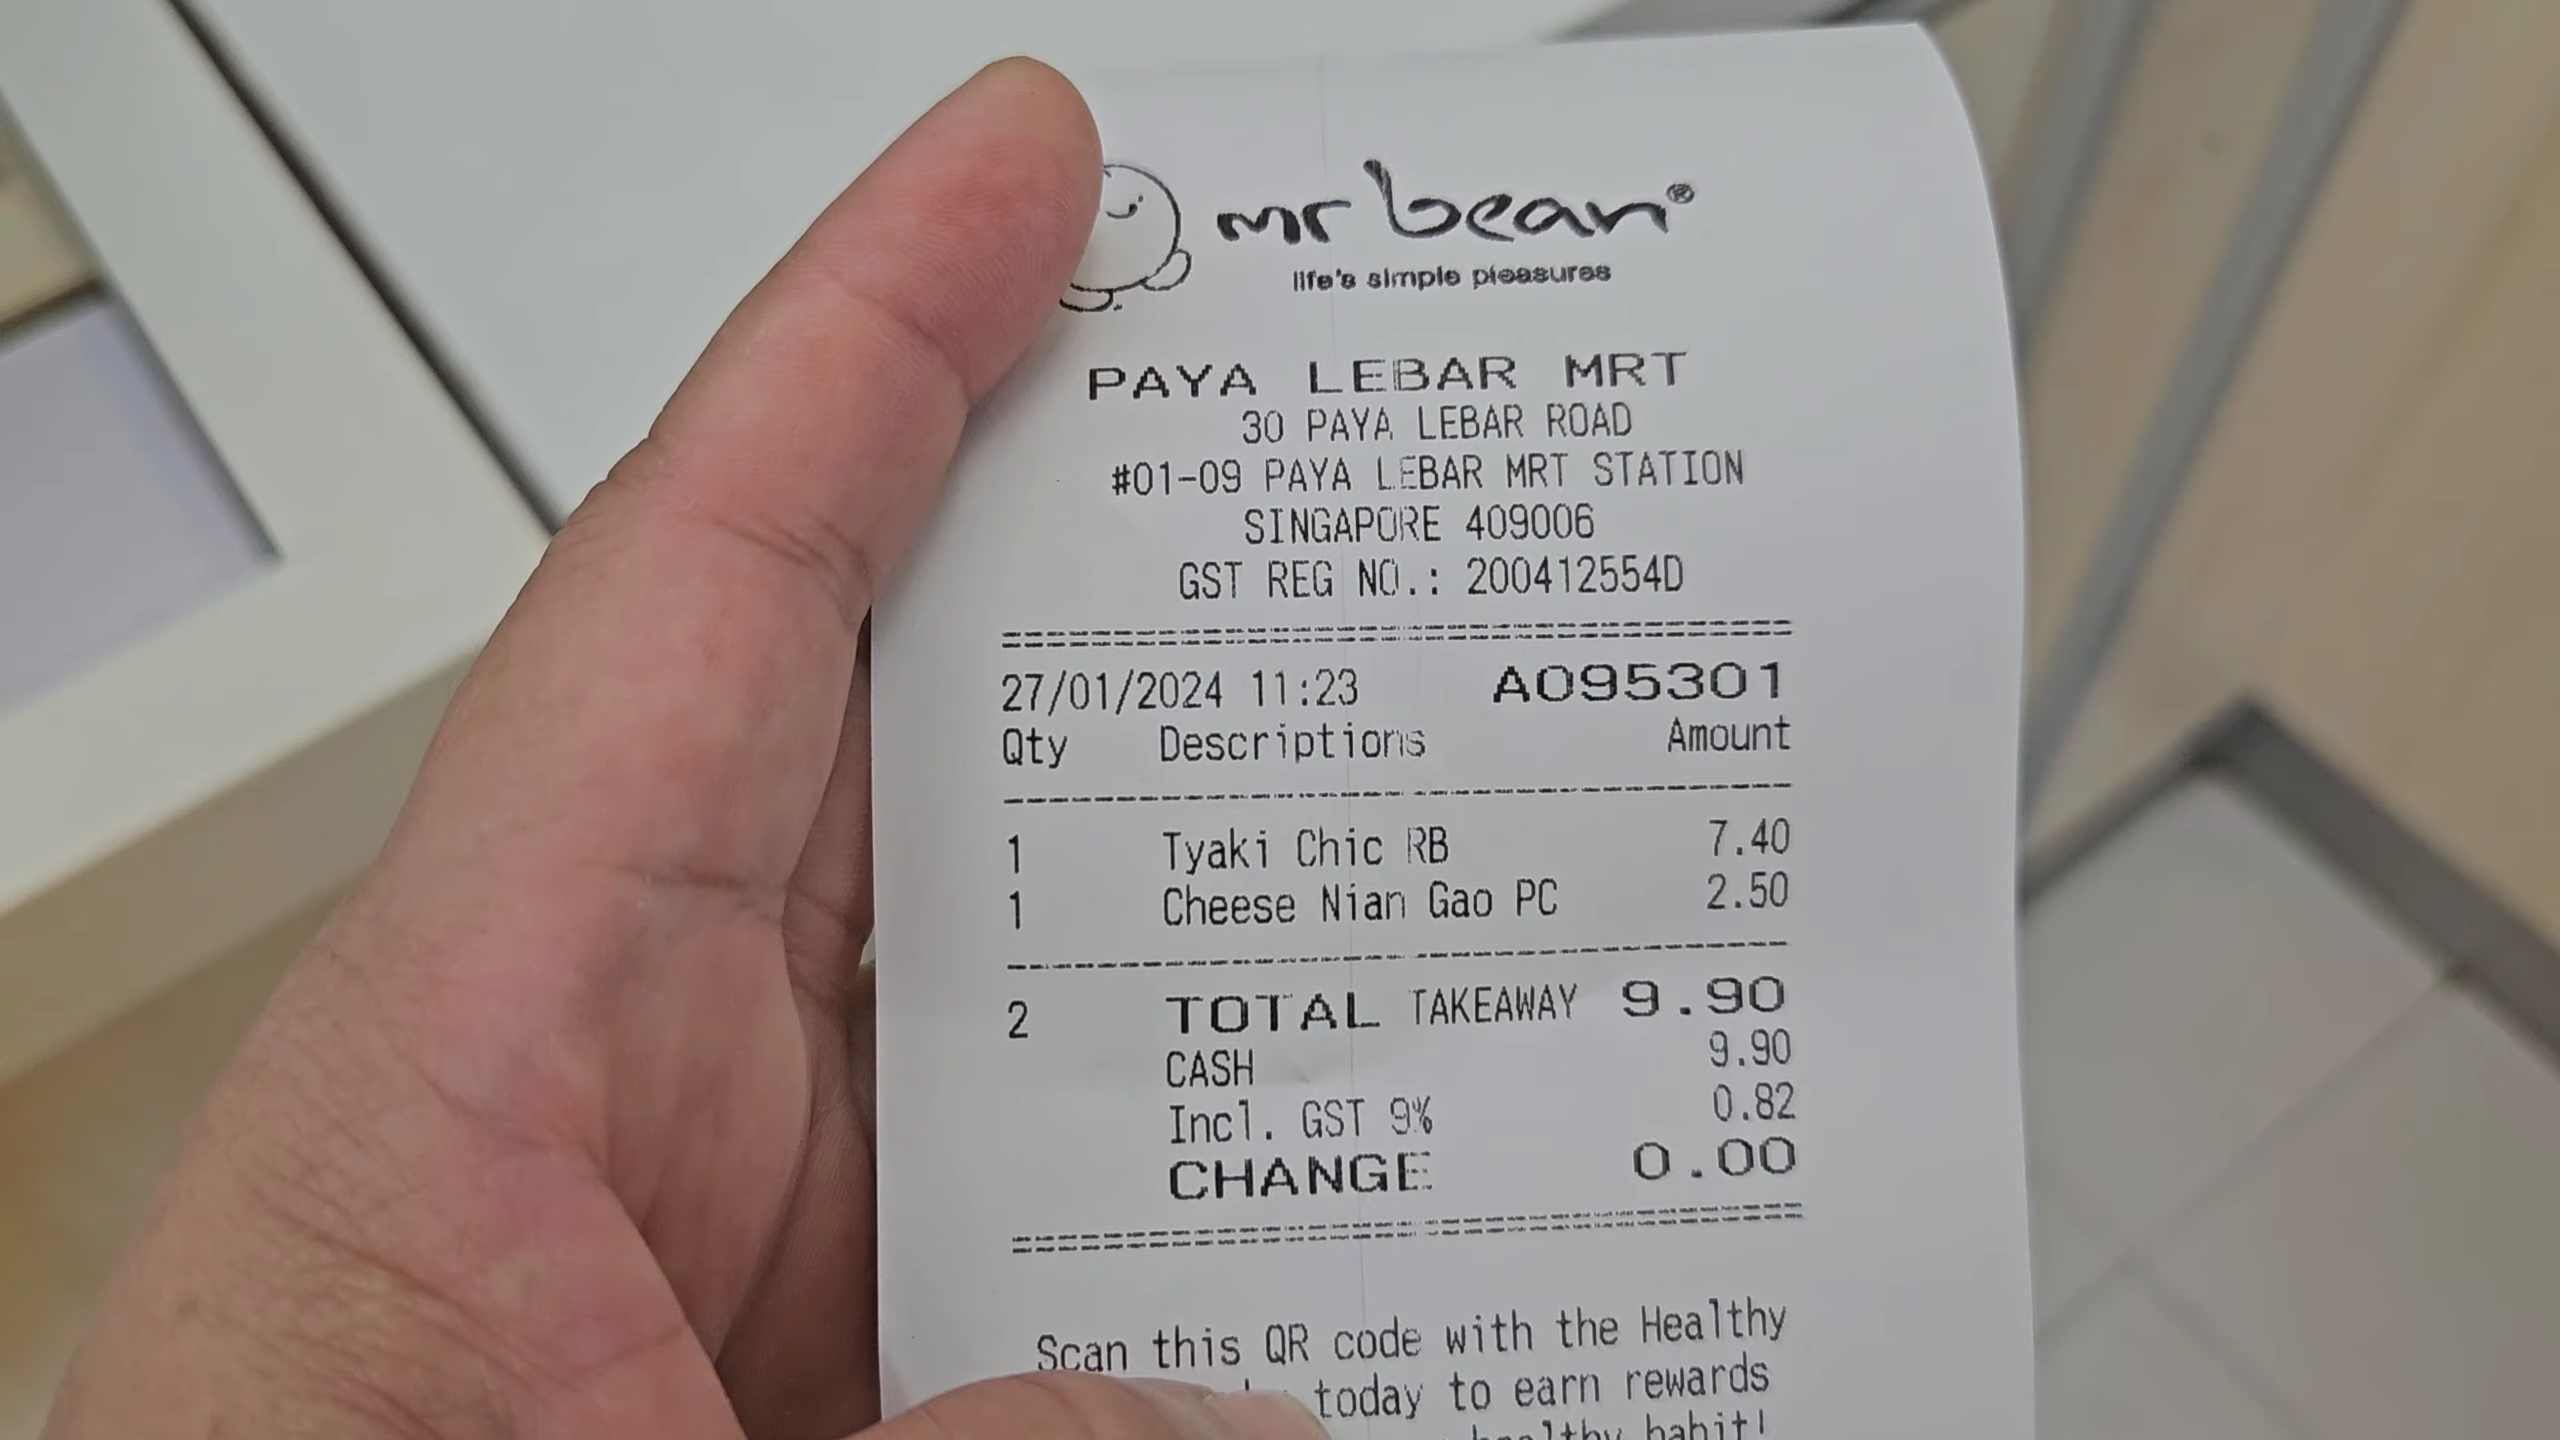 mr bean®
life's simple pleasures
PAYA LEBAR MRT
30 PAYA LEBAR ROAD
#01-09 PAYA LEBAR MRT STATION
SINGAPORE 409006
GST REG NO.: 200412554D
27/01/2024 11:23 A095301
Qty Descriptions Amount
1 Tyaki Chic RB 7.40
1 Cheese Nian Gao PC 2.50
2 TOTAL TAKEAWAY 9.90
CASH 9.90
Incl. GST 9% 0.82
CHANGE 0.00
Scan this QR code with the Healthy
today to earn rewards
healthy habit!